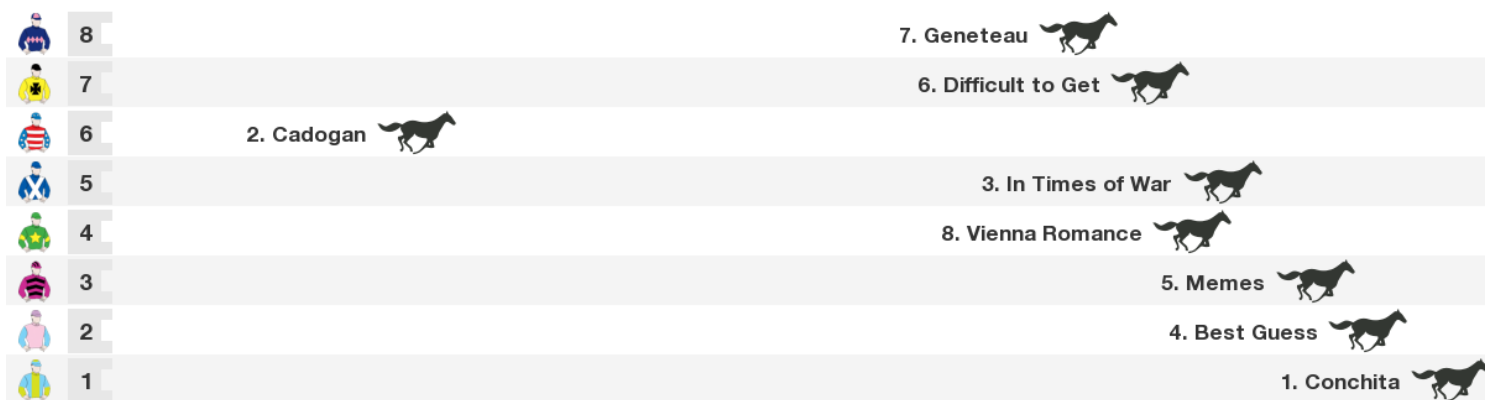 8 7. Geneteau
7 6. Difficult to Get
6 2. Cadogan
5 3. In Times of War
4 8. Vienna Romance
3 5. Memes
2 4. Best Guess
1 1. Conchita